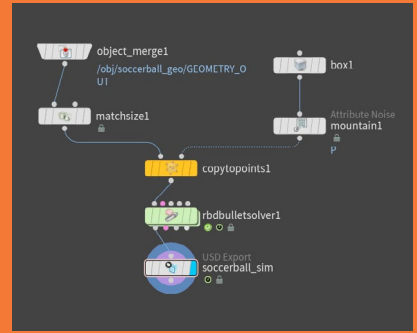 object_merge1
/obj/soccerball_geo/GEOMETRY_O
UT
box1
matchsize1
Attribute Noise
mountain1
P
copytopoints1
rbdbulletsolver1
USD Export
soccerball_sim